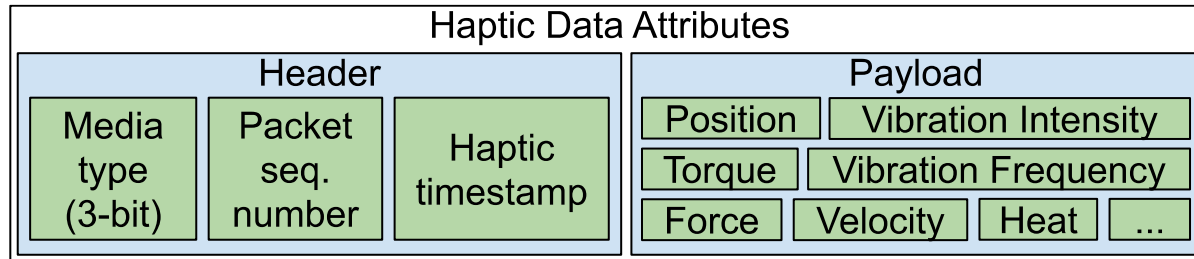 Haptic Data Attributes
Header
Media
type
(3-bit)
Packet
seq.
number
Haptic
timestamp
Payload
Position
Vibration Intensity
Torque
Vibration Frequency
Force
Velocity
Heat
...